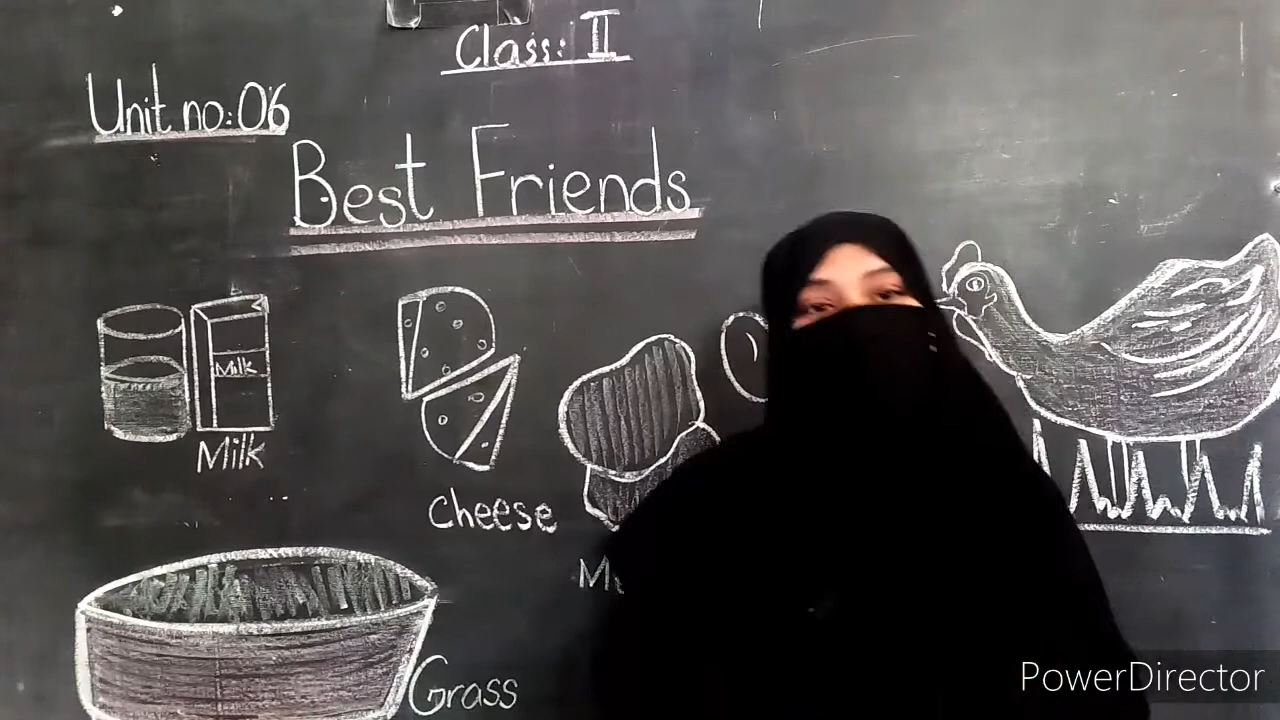 Class: II
Unit no: 06
Best Friends
Milk
Milk
Cheese
Grass
PowerDirector